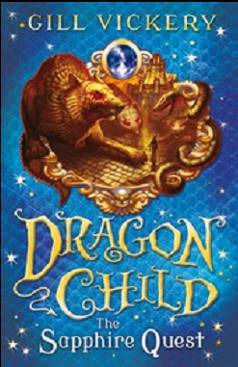 GILL VICKERY
DRAGON
CHILD
The
Sapphire Quest